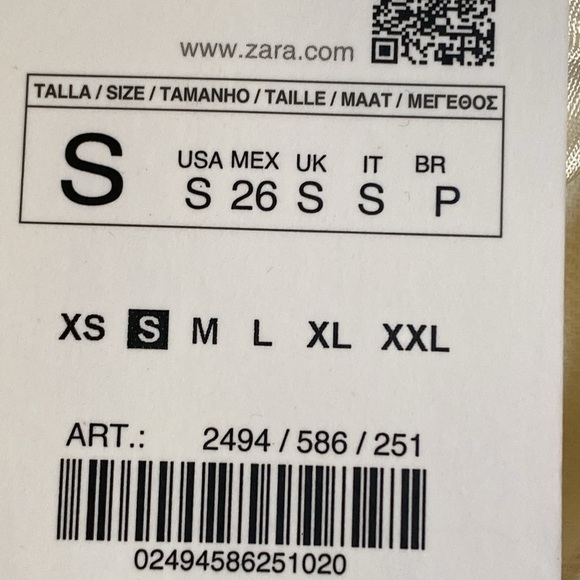 www.zara.com
TALLA / SIZE / TAMANHO / TAILLE / MAAT / ΜΕΓΕΘΟΣ
S
USA MEX UK IT BR
S 26 S S P
XS S M L XL XXL
ART.: 2494 / 586 / 251
02494586251020